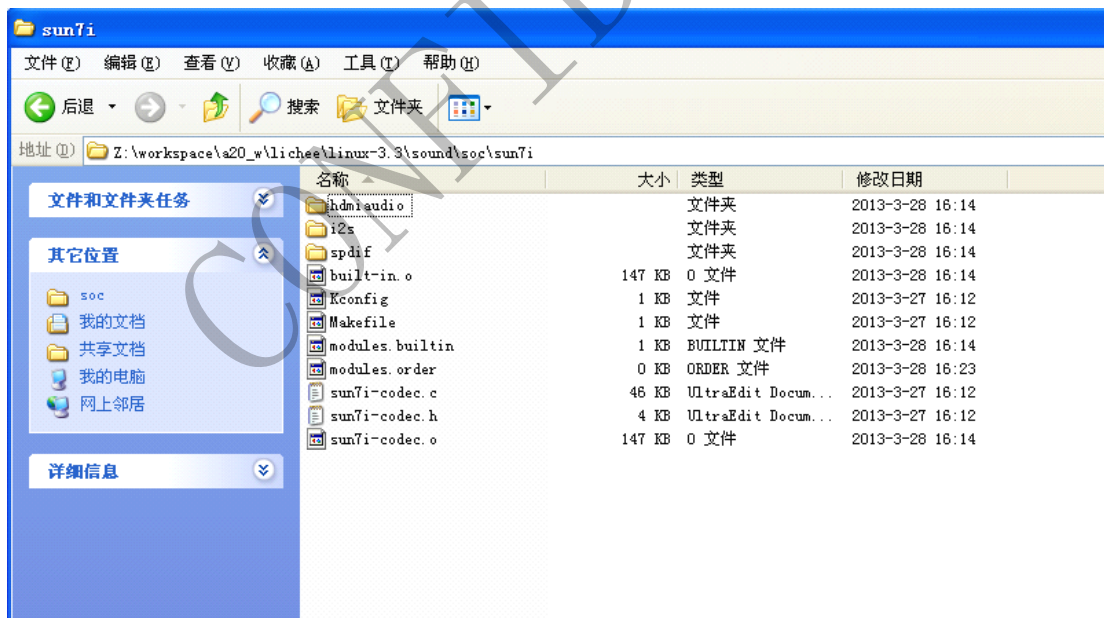 sun7i
文件(F) 编辑(E) 查看(V) 收藏(A) 工具(T) 帮助(H)
后退 搜索 文件夹
地址(D) Z:\workspace\a20_w\lichee\linux-3.3\sound\soc\sun7i
文件和文件夹任务
其它位置
soc
我的文档
共享文档
我的电脑
网上邻居
详细信息
名称 大小 类型 修改日期
hdmiaudio 文件夹 2013-3-28 16:14
i2s 文件夹 2013-3-28 16:14
spdif 文件夹 2013-3-28 16:14
built-in.o 147 KB O 文件 2013-3-28 16:14
Kconfig 1 KB 文件 2013-3-27 16:12
Makefile 1 KB 文件 2013-3-27 16:12
modules.builtin 1 KB BUILTIN 文件 2013-3-28 16:14
modules.order 0 KB ORDER 文件 2013-3-28 16:23
sun7i-codec.c 46 KB UltraEdit Docum... 2013-3-27 16:12
sun7i-codec.h 4 KB UltraEdit Docum... 2013-3-27 16:12
sun7i-codec.o 147 KB O 文件 2013-3-28 16:14